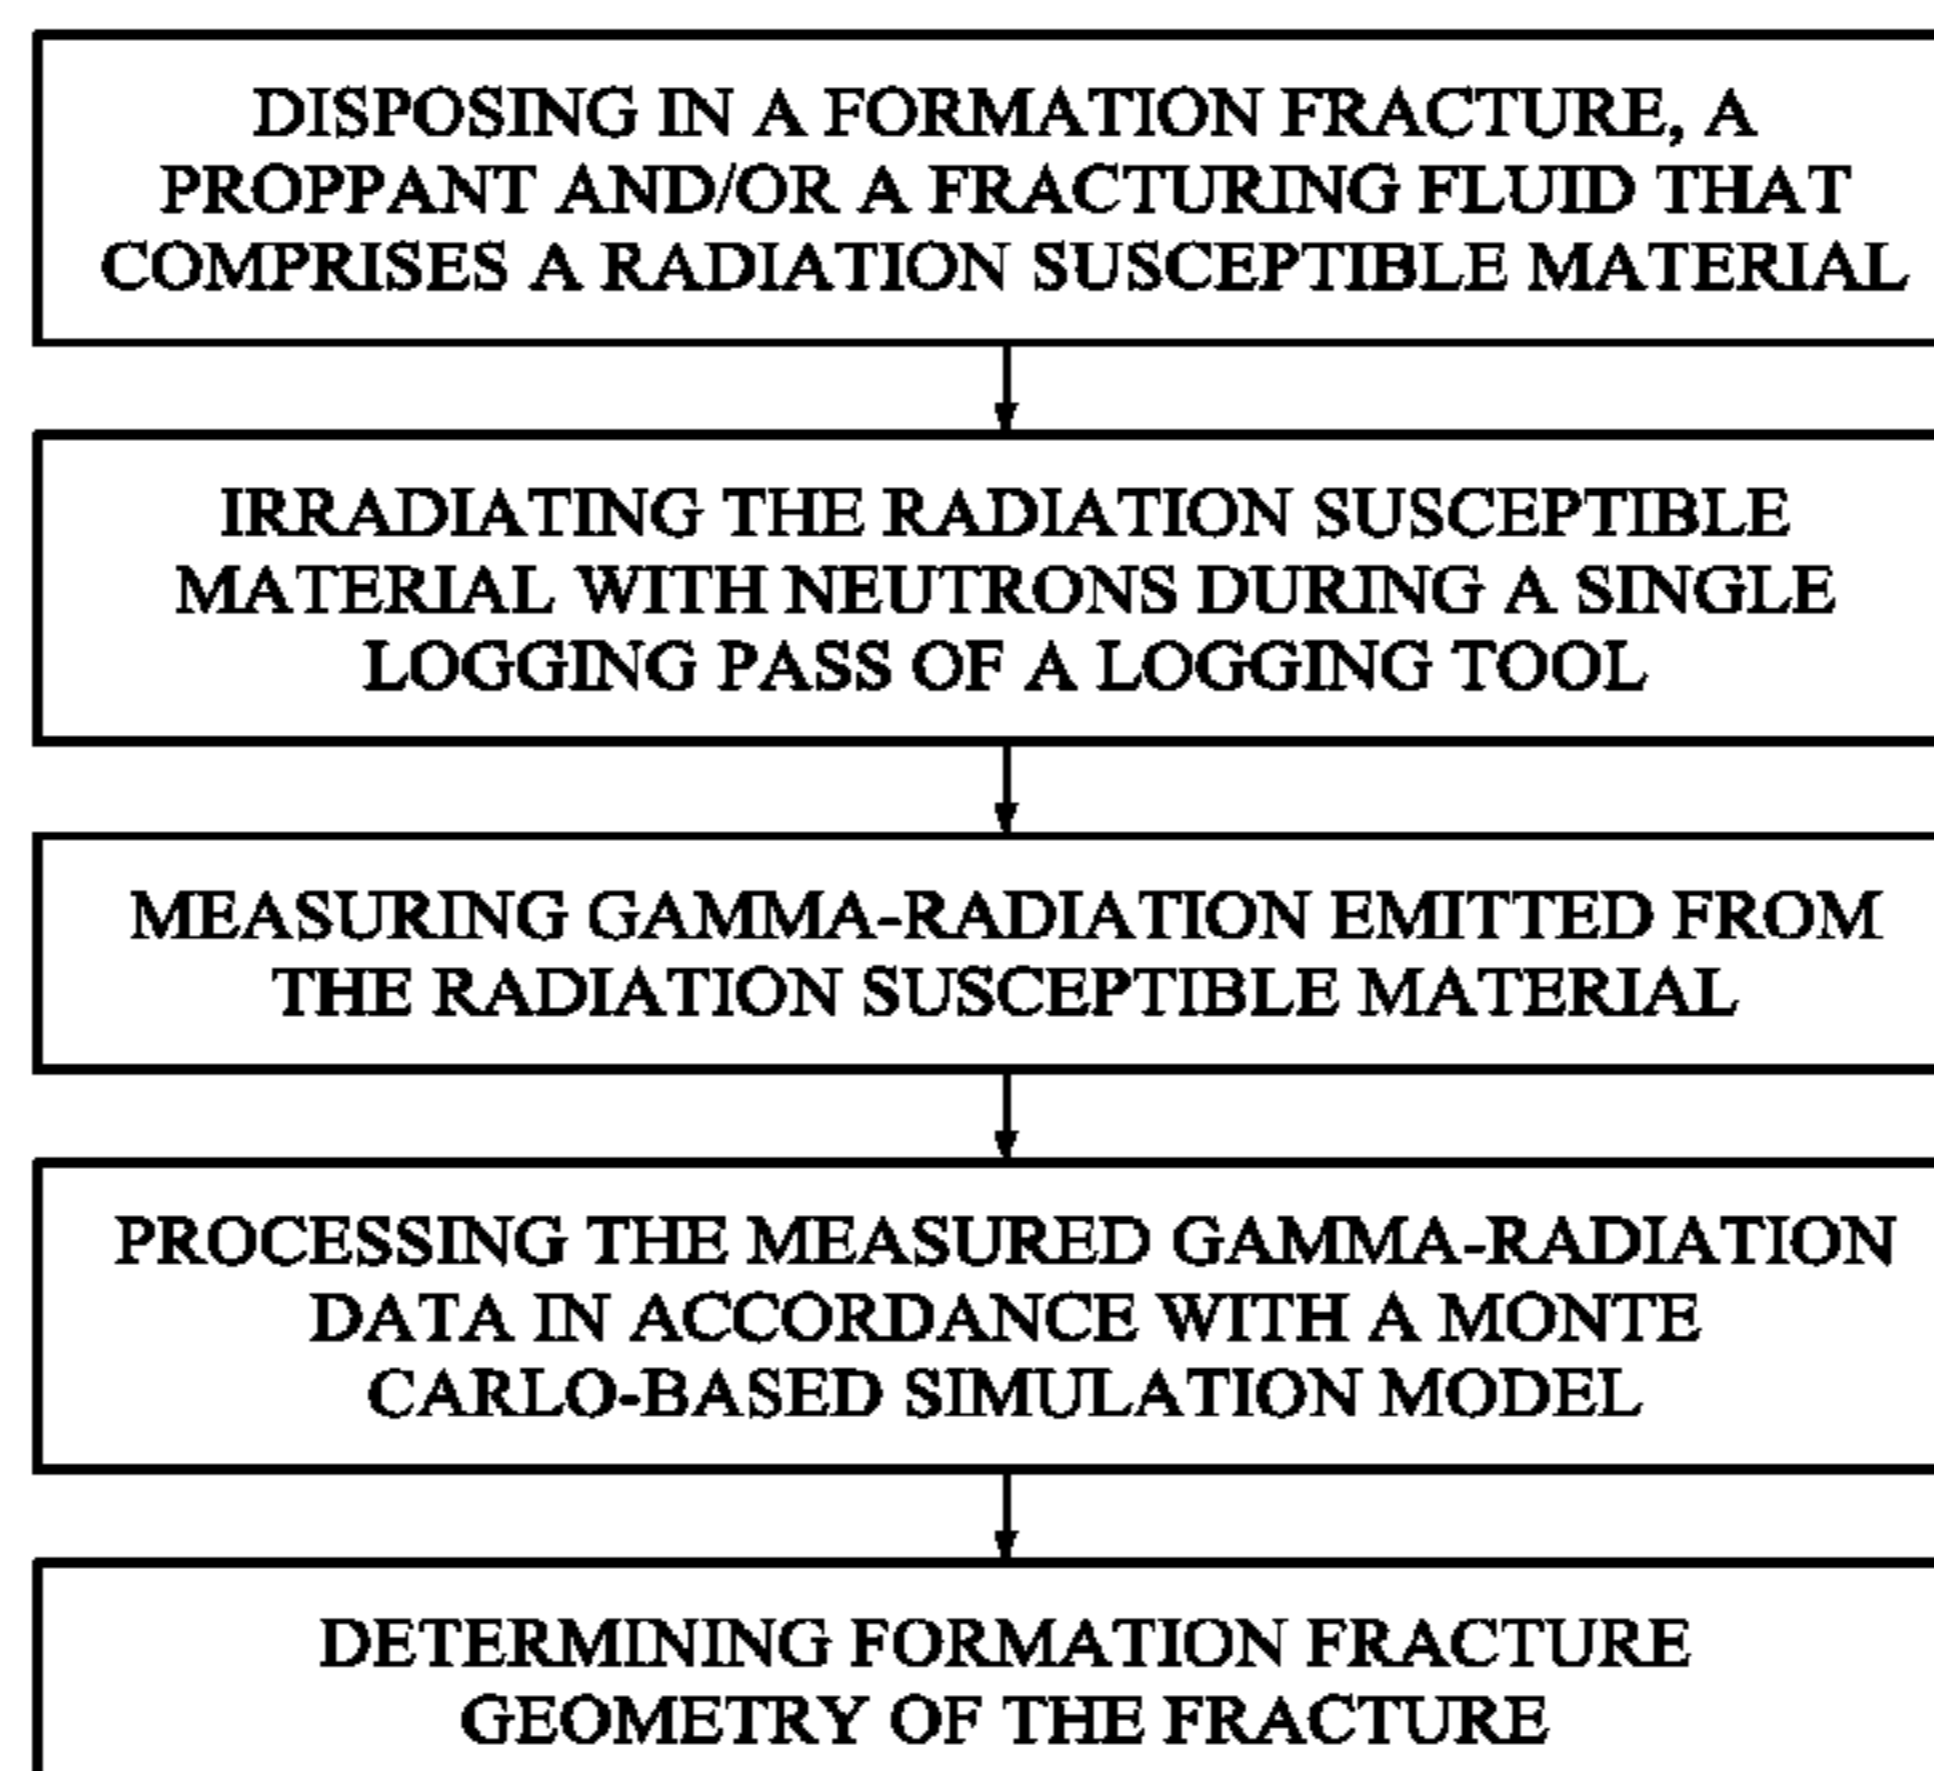 DISPOSING IN A FORMATION FRACTURE, A
PROPPANT AND/OR A FRACTURING FLUID THAT
COMPRISES A RADIATION SUSCEPTIBLE MATERIAL
IRRADIATING THE RADIATION SUSCEPTIBLE
MATERIAL WITH NEUTRONS DURING A SINGLE
LOGGING PASS OF A LOGGING TOOL
MEASURING GAMMA-RADIATION EMITTED FROM
THE RADIATION SUSCEPTIBLE MATERIAL
PROCESSING THE MEASURED GAMMA-RADIATION
DATA IN ACCORDANCE WITH A MONTE
CARLO-BASED SIMULATION MODEL
DETERMINING FORMATION FRACTURE
GEOMETRY OF THE FRACTURE